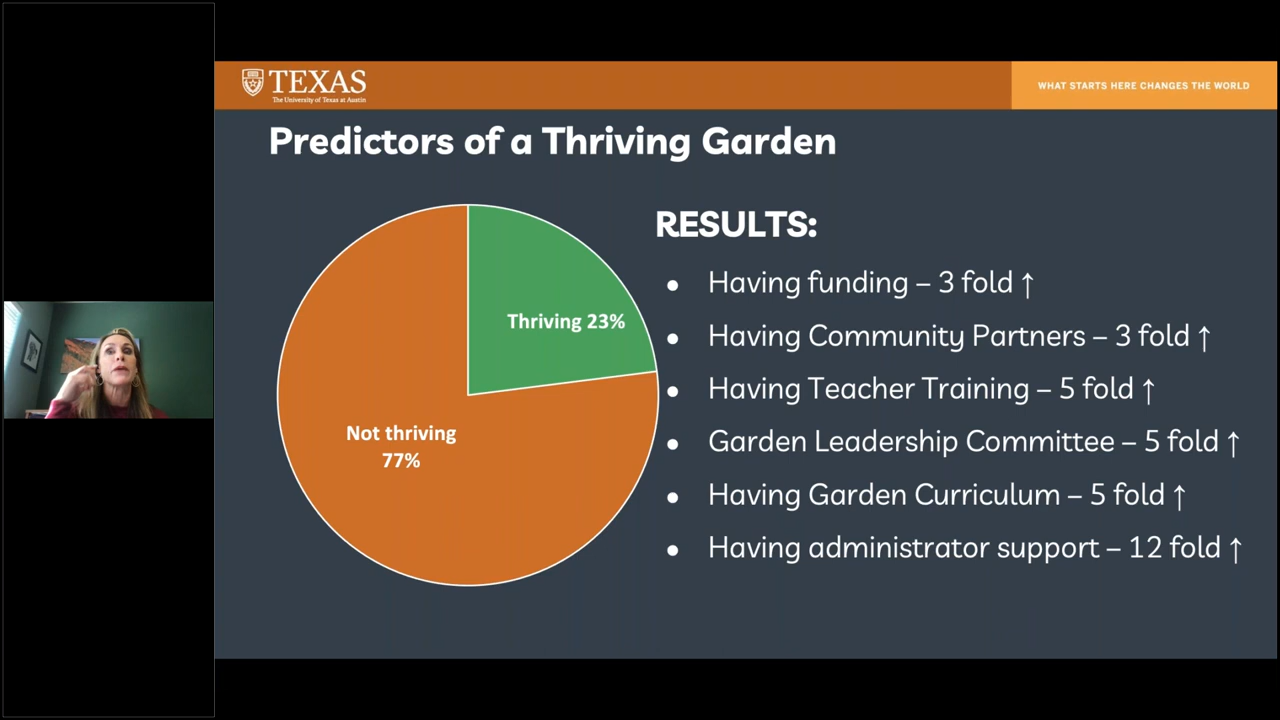 TEXAS
The University of Texas at Austin
WHAT STARTS HERE CHANGES THE WORLD
Predictors of a Thriving Garden
Thriving 23%
Not thriving
77%
RESULTS:
• Having funding – 3 fold ↑
• Having Community Partners – 3 fold ↑
• Having Teacher Training – 5 fold ↑
• Garden Leadership Committee – 5 fold ↑
• Having Garden Curriculum – 5 fold ↑
• Having administrator support – 12 fold ↑